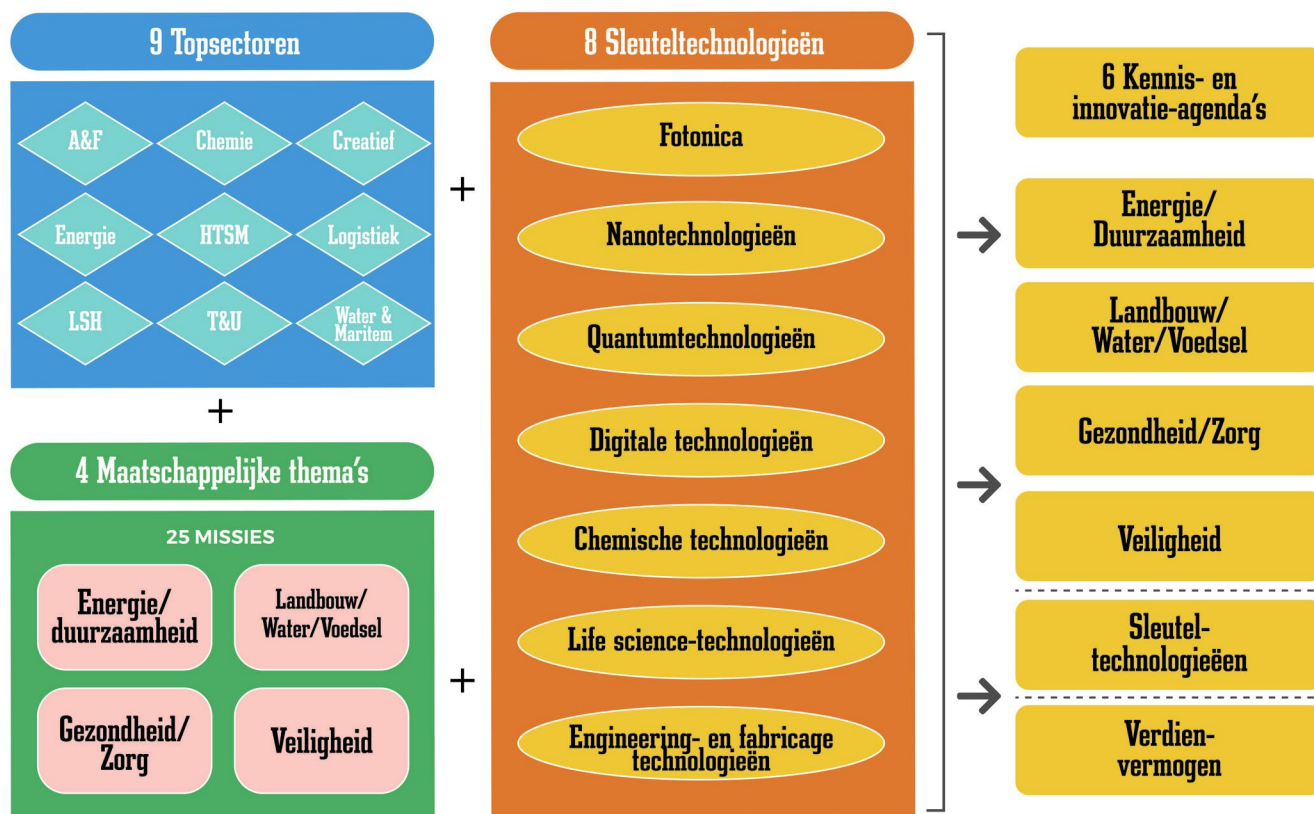 9 Topsectoren
A&F
Chemie
Creatief
Energie
HTSM
Logistiek
LSH
T&U
Water &
Maritem
+
4 Maatschappelijke thema's
25 MISSIES
Energie/
duurzaamheid
Landbouw/
Water/Voedsel
Gezondheid/
Zorg
Veiligheid
+
+
8 Sleuteltechnologieën
Fotonica
Nanotechnologieën
Quantumtechnologieën
Digitale technologieën
Chemische technologieën
Life science-technologieën
Engineering- en fabricage
technologieën
6 Kennis- en
innovatie-agenda's
Energie/
Duurzaamheid
Landbouw/
Water/Voedsel
Gezondheid/Zorg
Veiligheid
Sleutel-
technologieëen
Verdien-
vermogen